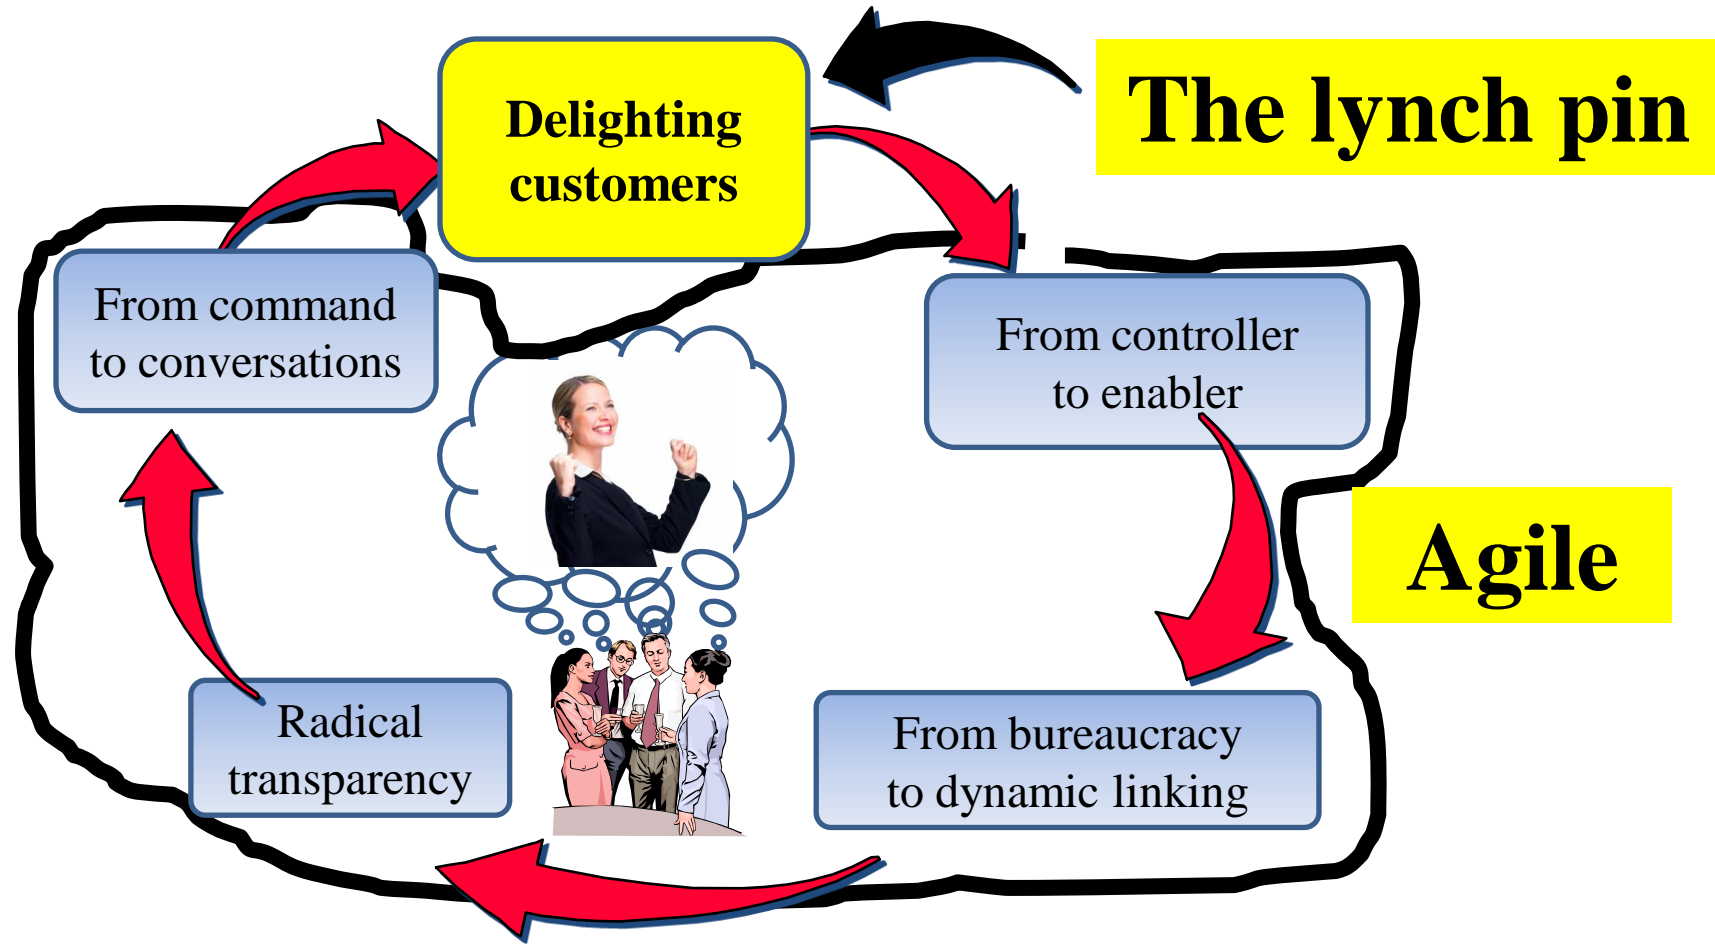 Delighting
customers
The lynch pin
From command
to conversations
From controller
to enabler
Agile
Radical
transparency
From bureaucracy
to dynamic linking